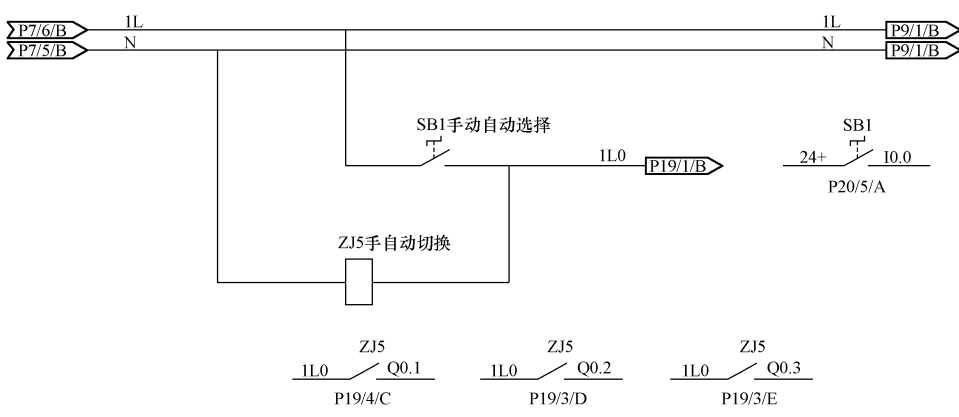 P7/6/B 1L 1L P9/1/B
P7/5/B N N P9/1/B
SB1手动自动选择 SB1
1L0 P19/1/B 24+ I0.0
P20/5/A
ZJ5手自动切换
ZJ5 ZJ5 ZJ5
1L0 Q0.1 1L0 Q0.2 1L0 Q0.3
P19/4/C P19/3/D P19/3/E